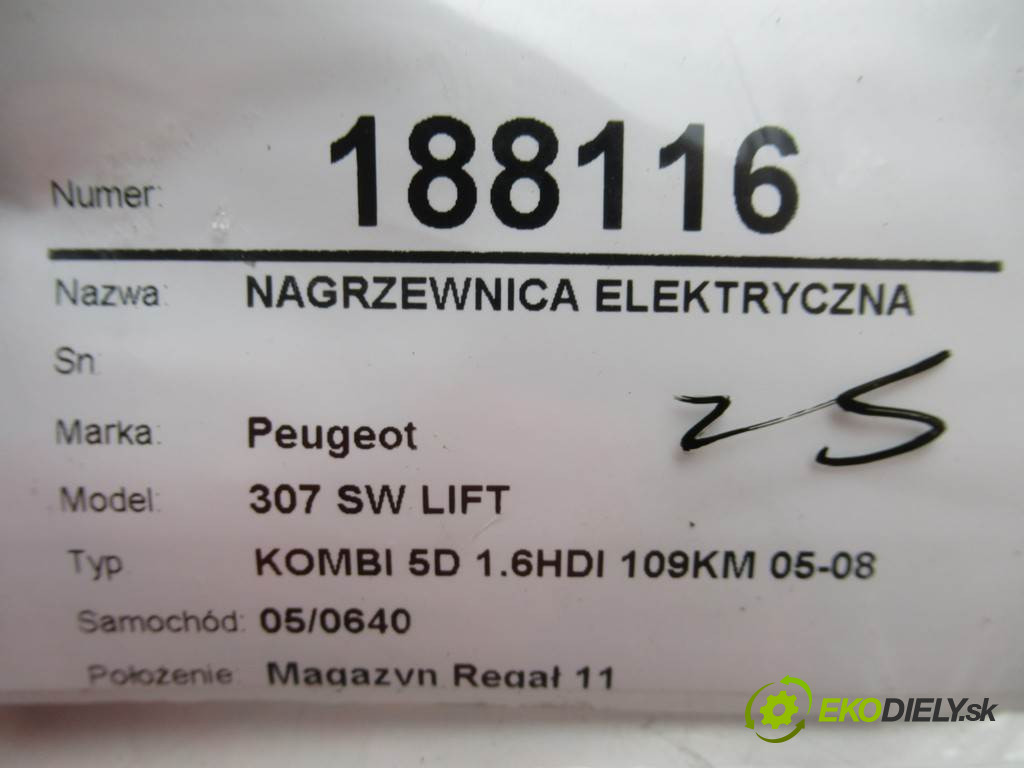 Numer: 188116
Nazwa: NAGRZEWNICA ELEKTRYCZNA
Sn:
Marka: Peugeot
Model: 307 SW LIFT
Typ KOMBI 5D 1.6HDI 109KM 05-08
Samochód: 05/0640
Położenie Magazyn Regał 11
25
EKODIELY.sk